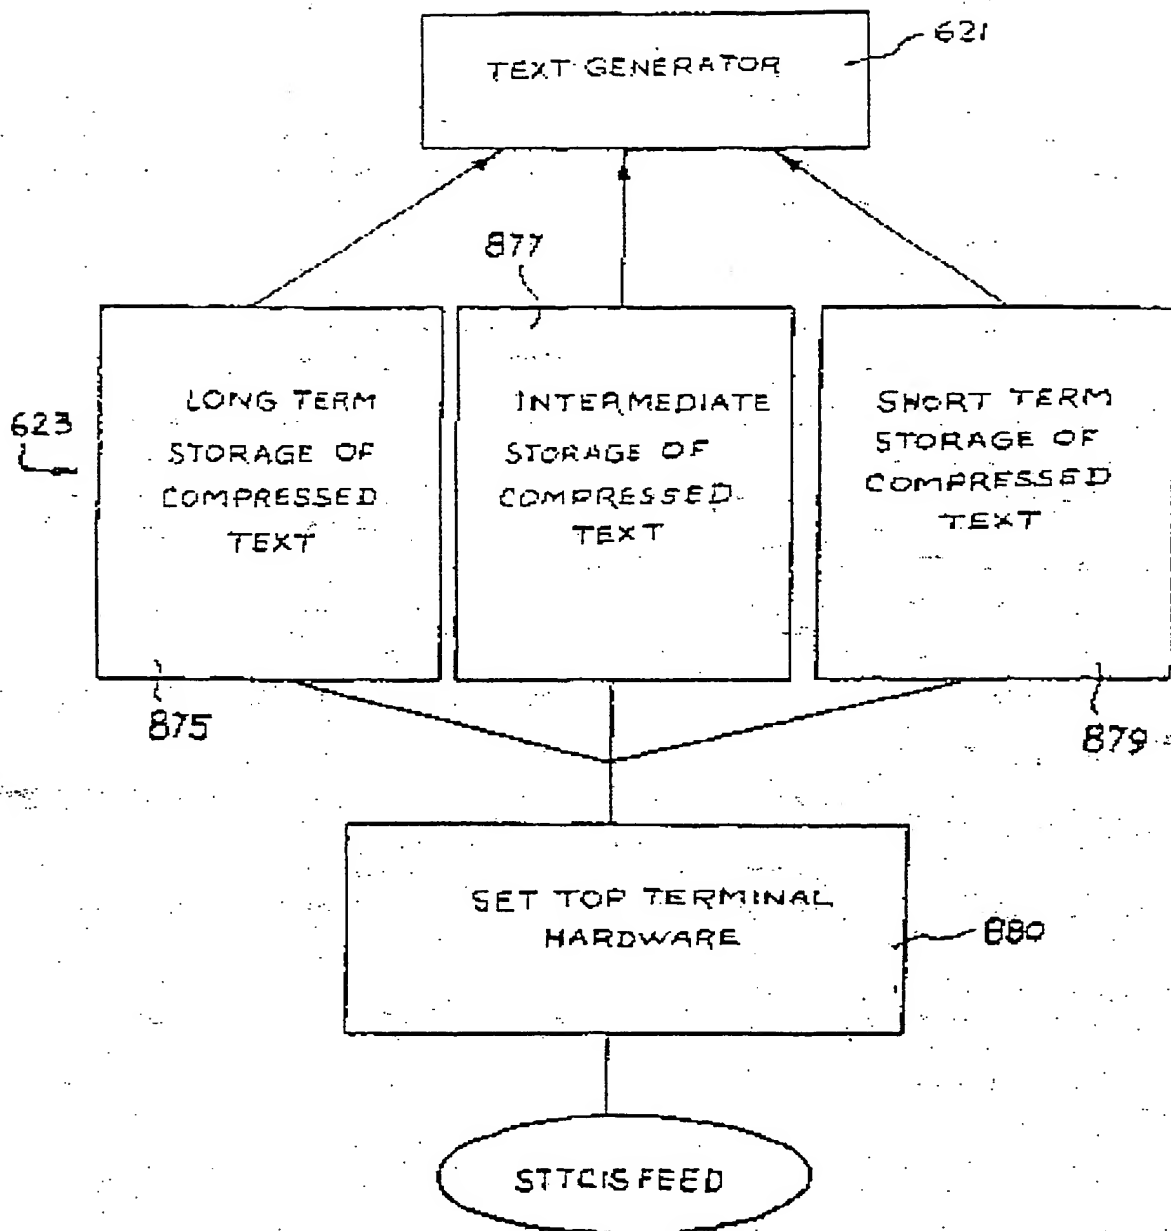 621
TEXT GENERATOR
877
623
LONG TERM
STORAGE OF
COMPRESSED
TEXT
INTERMEDIATE
STORAGE OF
COMPRESSED
TEXT
SHORT TERM
STORAGE OF
COMPRESSED
TEXT
875
879
SET TOP TERMINAL
HARDWARE
880
STTCIS FEED